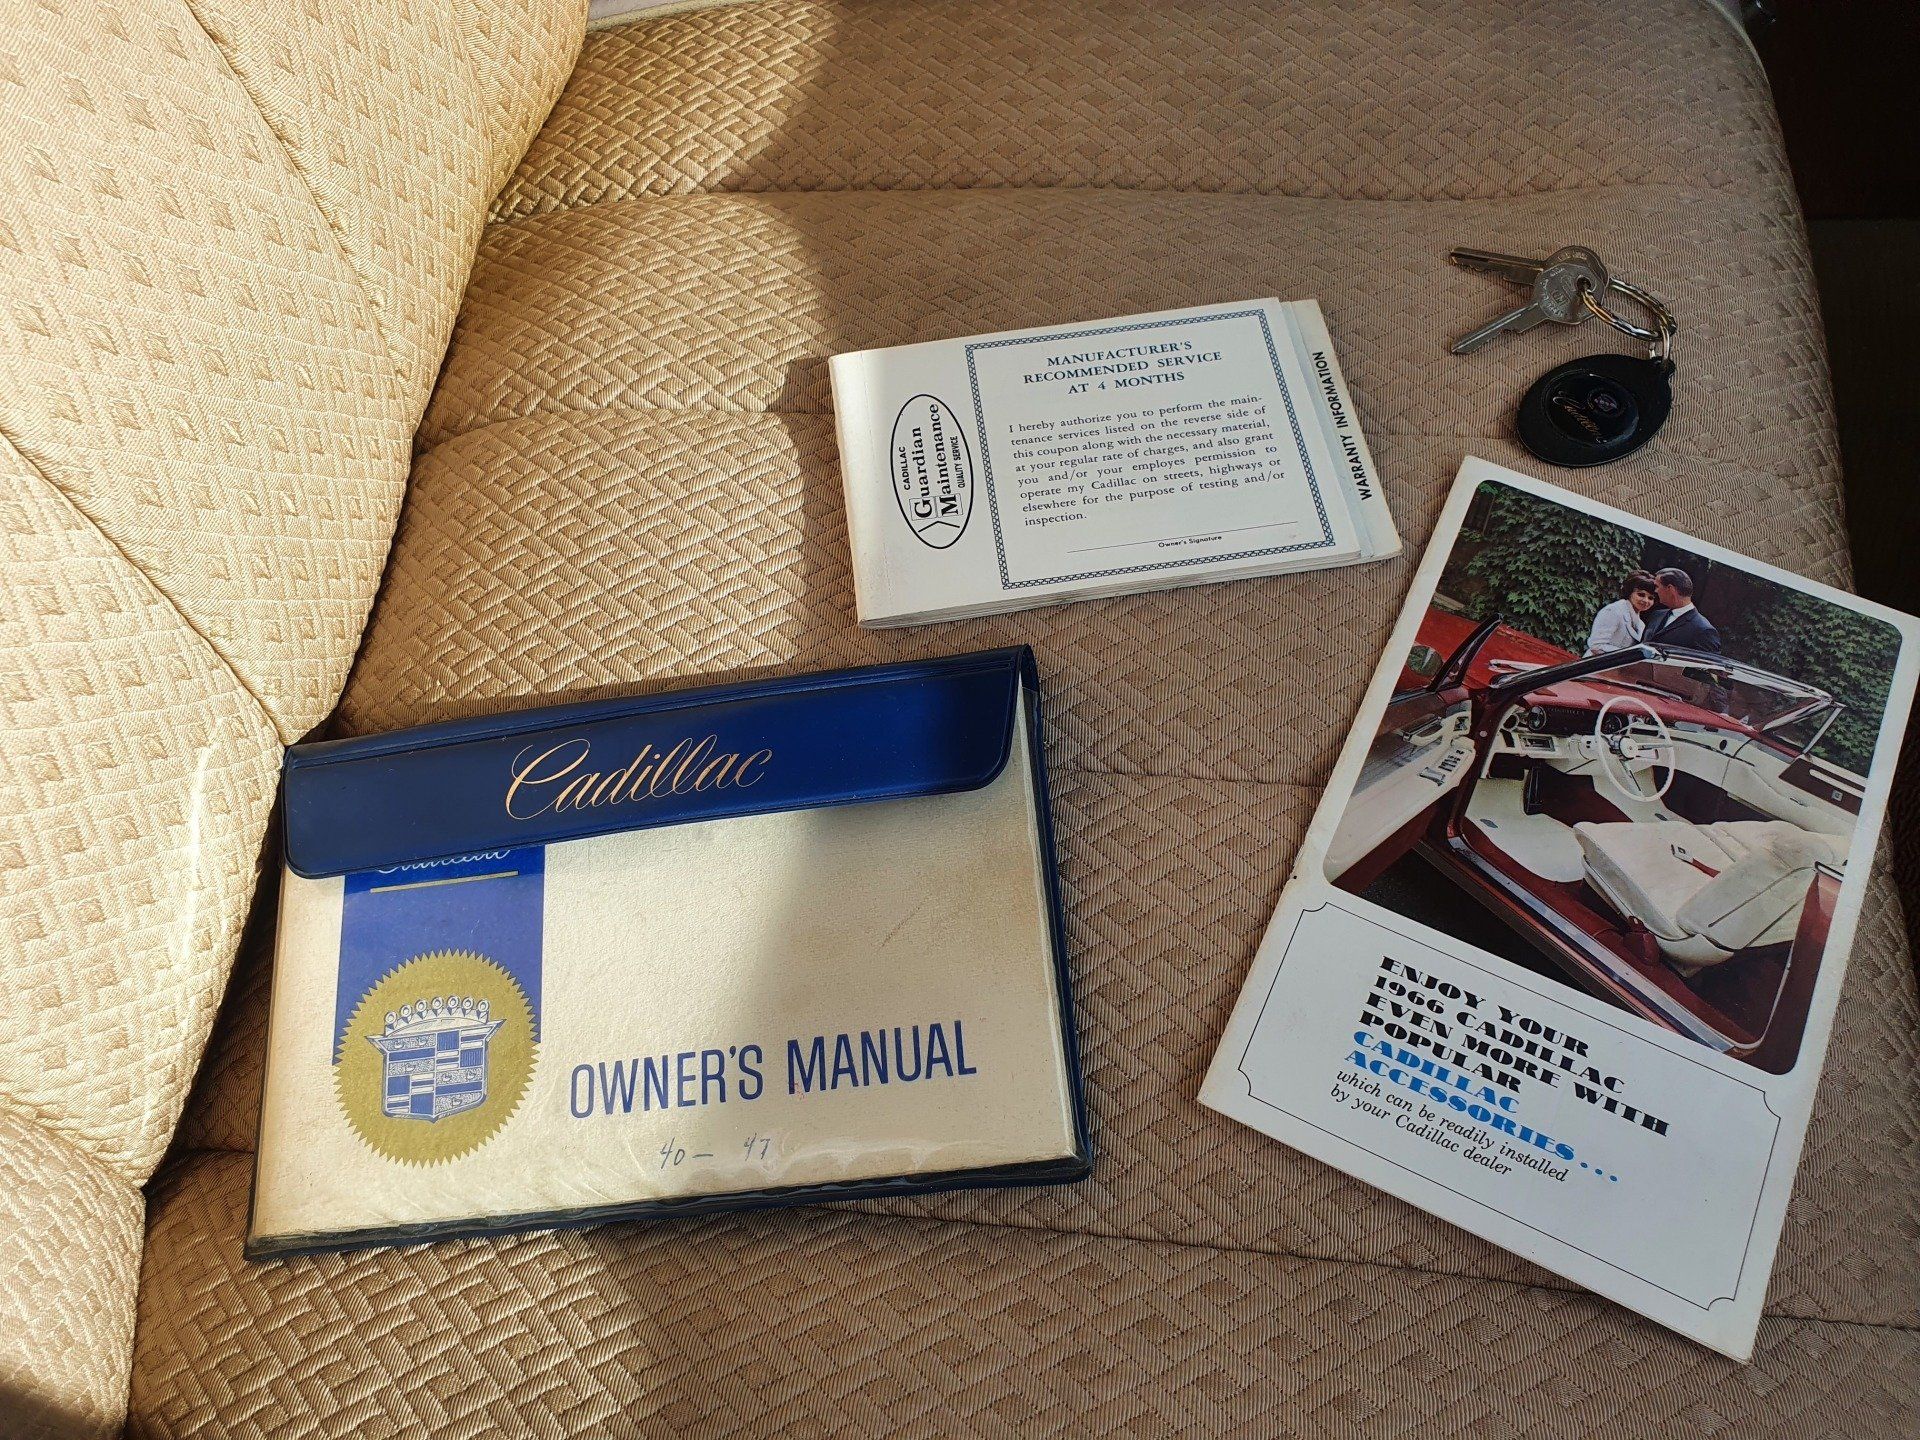 MANUFACTURER'S
RECOMMENDED SERVICE
AT 4 MONTHS
I hereby authorize you to perform the main-
tenance services listed on the reverse side of
this coupon along with the necessary material,
at your regular rate of charges, and also grant
you and/or your employes permission to
operate my Cadillac on streets, highways or
elsewhere for the purpose of testing and/or
inspection.
Owner's Signature
CADILLAC
Guardian
Maintenance
QUALITY SERVICE
WARRANTY INFORMATION
Cadillac
Cadillac
Cadillac
OWNER'S MANUAL
40 - 47
ENJOY YOUR
1966 CADILLAC
EVEN MORE WITH
POPULAR
CADILLAC
ACCESSORIES...
which can be readily installed
by your Cadillac dealer